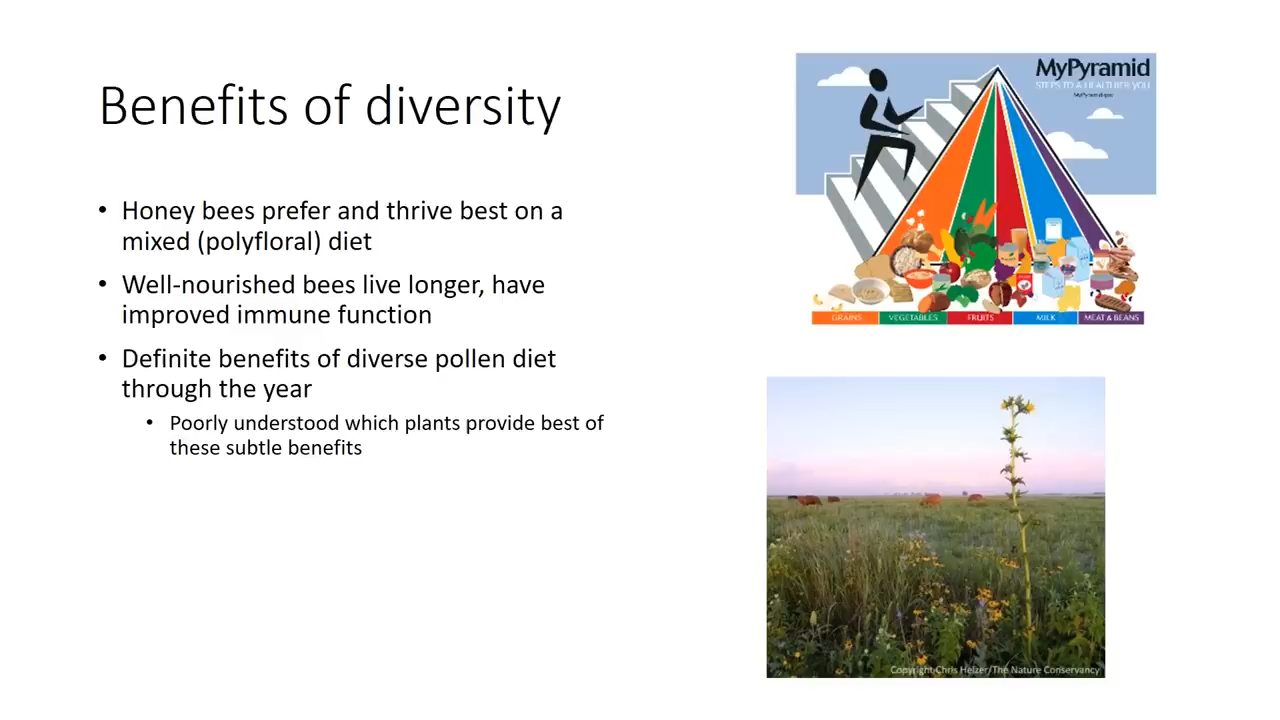 Benefits of diversity
• Honey bees prefer and thrive best on a
mixed (polyfloral) diet
• Well-nourished bees live longer, have
improved immune function
• Definite benefits of diverse pollen diet
through the year
• Poorly understood which plants provide best of
these subtle benefits
MyPyramid
STEPS TO A HEALTHIER YOU
GRAINS VEGETABLES FRUITS MILK MEAT & BEANS
Copyright Chris Helzer/The Nature Conservancy